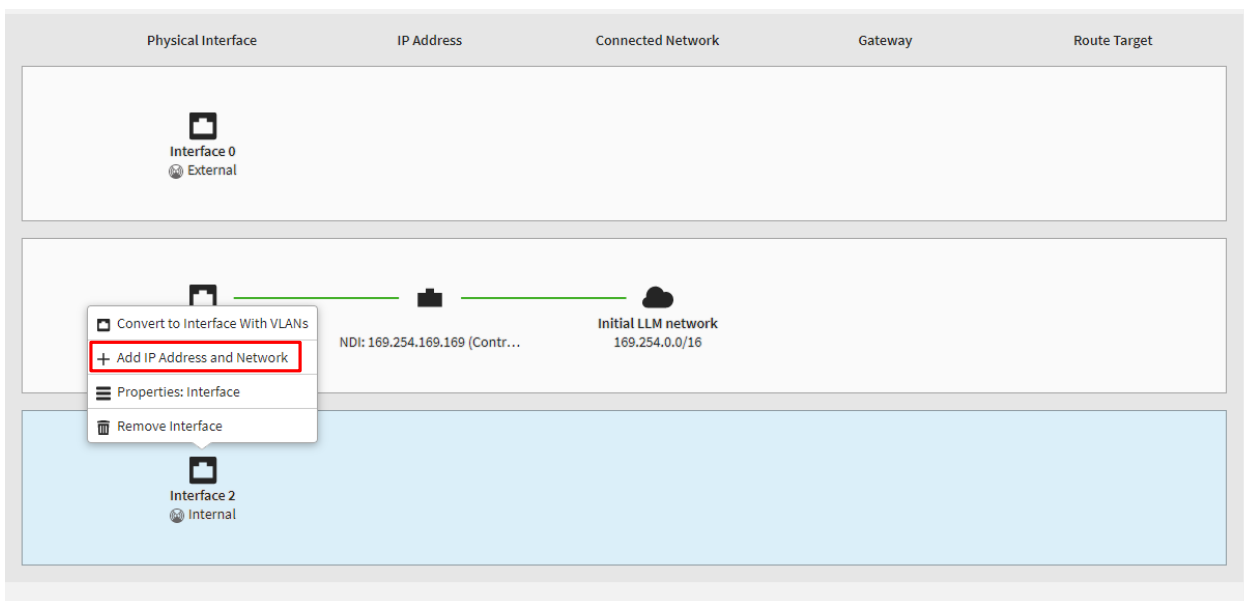 Physical Interface IP Address Connected Network Gateway Route Target
Interface 0
External
Convert to Interface With VLANs
Add IP Address and Network
Properties: Interface
Remove Interface
NDI: 169.254.169.169 (Contr...
Initial LLM network
169.254.0.0/16
Interface 2
Internal